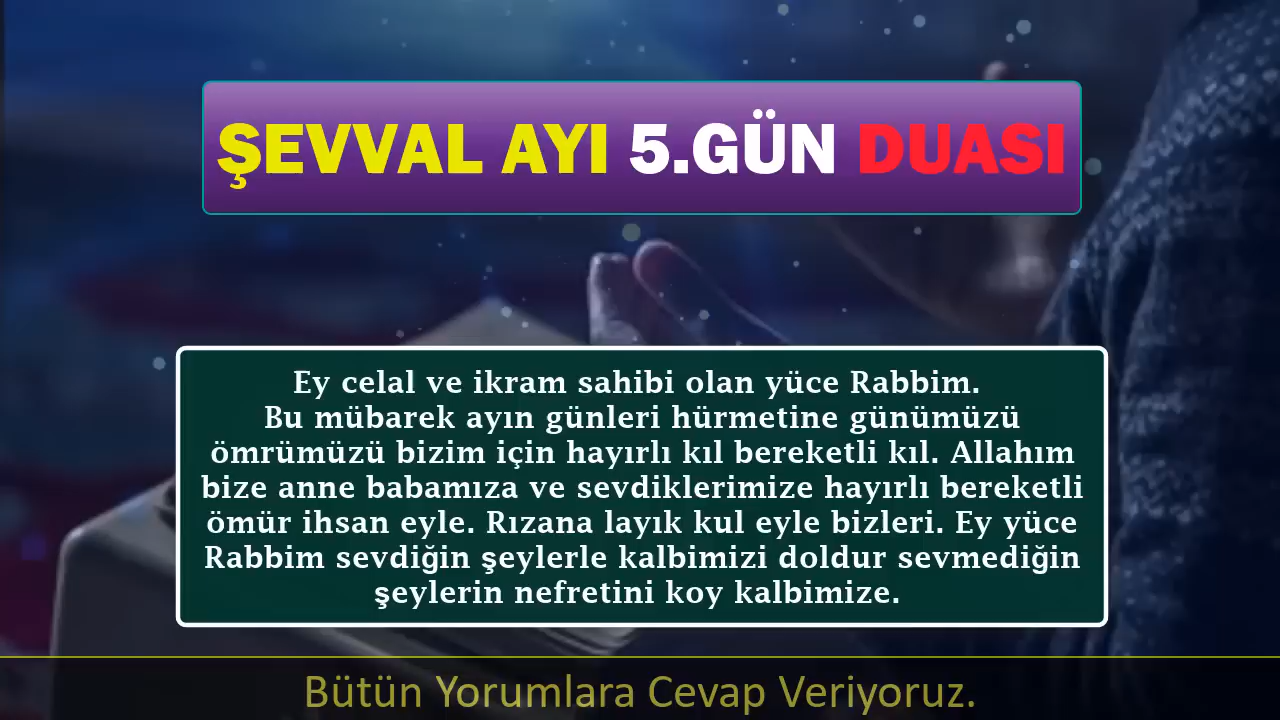 ŞEVVAL AYI 5.GÜN DUASI
Ey celal ve ikram sahibi olan yüce Rabbim.
Bu mübarek ayın günleri hürmetine günümüzü
ömrümüzü bizim için hayırlı kıl bereketli kıl. Allahım
bize anne babamıza ve sevdiklerimize hayırlı bereketli
ömür ihsan eyle. Rızana layık kul eyle bizleri. Ey yüce
Rabbim sevdiğin şeylerle kalbimizi doldur sevmediğin
şeylerin nefretini koy kalbimize.
Bütün Yorumlara Cevap Veriyoruz.